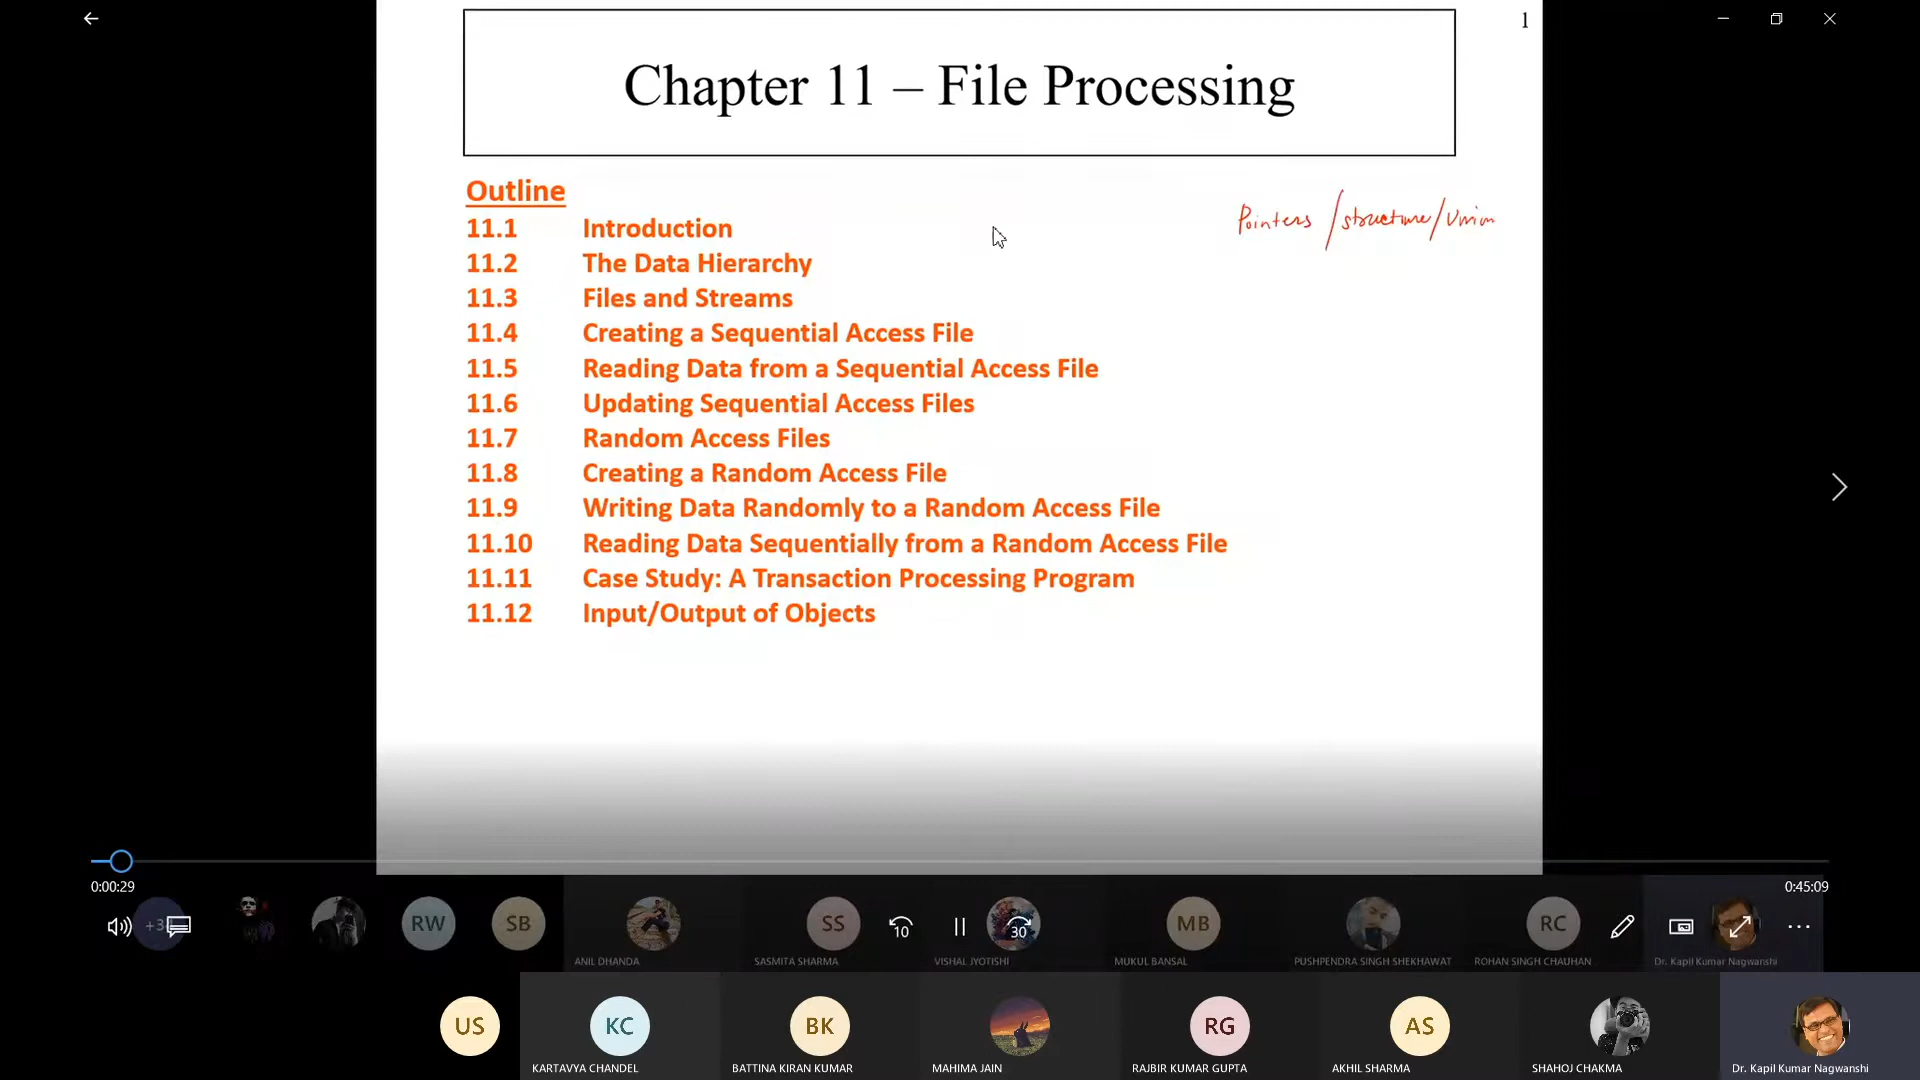 1
Chapter 11 – File Processing
Outline
11.1 Introduction
Pointers / structure / Union
11.2 The Data Hierarchy
11.3 Files and Streams
11.4 Creating a Sequential Access File
11.5 Reading Data from a Sequential Access File
11.6 Updating Sequential Access Files
11.7 Random Access Files
11.8 Creating a Random Access File
11.9 Writing Data Randomly to a Random Access File
11.10 Reading Data Sequentially from a Random Access File
11.11 Case Study: A Transaction Processing Program
11.12 Input/Output of Objects
0:00:29 0:45:09
RW SB SS 10 30 MB RC
ANIL DHANDA SASMITA SHARMA VISHAL JYOTISHI MUKUL BANSAL PUSHPENDRA SINGH SHEKHAWAT ROHAN SINGH CHAUHAN Dr. Kapil Kumar Nagwanshi
US KC BK RG AS
KARTAVYA CHANDEL BATTINA KIRAN KUMAR MAHIMA JAIN RAJBIR KUMAR GUPTA AKHIL SHARMA SHAHOJ CHAKMA Dr. Kapil Kumar Nagwanshi